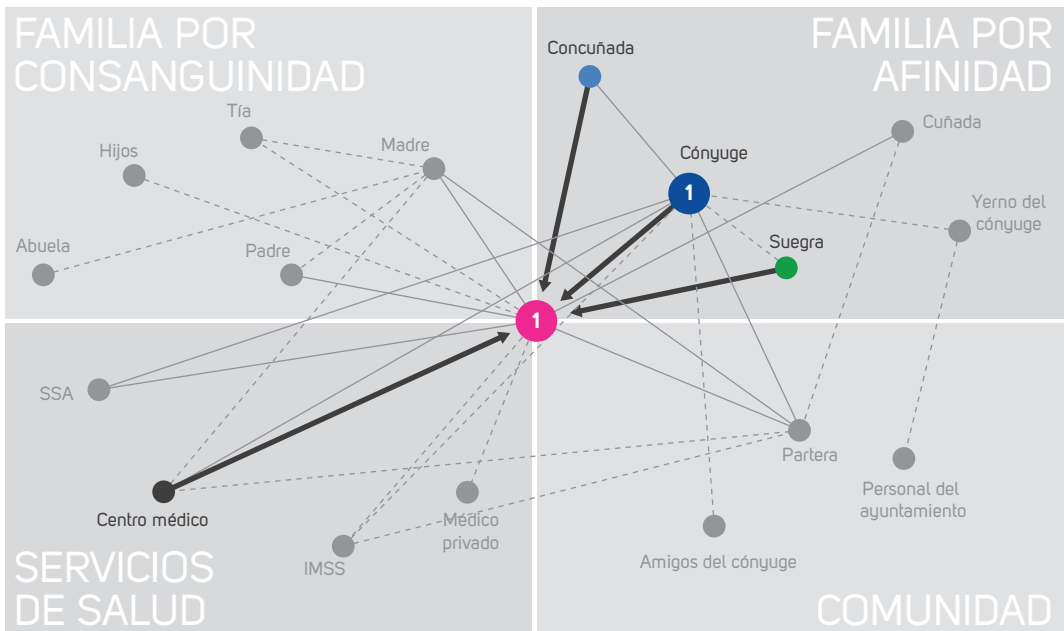 FAMILIA POR
CONSANGUINIDAD
FAMILIA POR
AFINIDAD
Concuñada
Tía
Cuñada
Hijos
Madre
Cónyuge
1
Yerno del
cónyuge
Abuela
Padre
Suegra
1
SSA
Partera
Centro médico
Médico
privado
Personal del
ayuntamiento
IMSS
Amigos del cónyuge
SERVICIOS
DE SALUD
COMUNIDAD